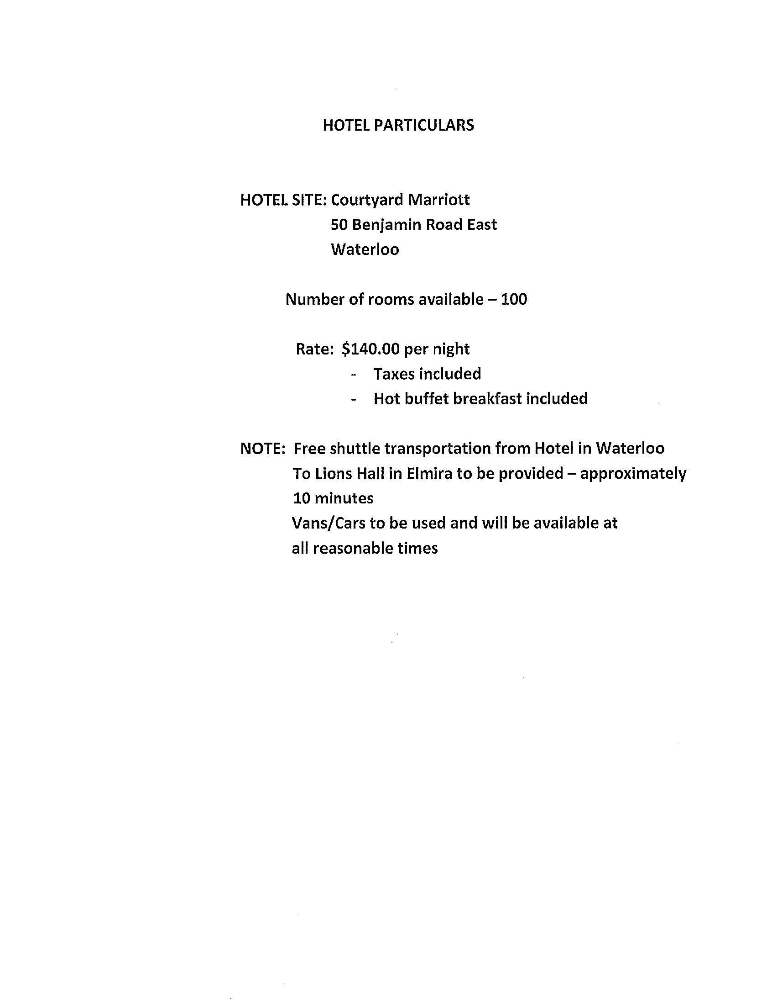 HOTEL PARTICULARS
HOTEL SITE: Courtyard Marriott
50 Benjamin Road East
Waterloo
Number of rooms available – 100
Rate: $140.00 per night
- Taxes included
- Hot buffet breakfast included
NOTE: Free shuttle transportation from Hotel in Waterloo
To Lions Hall in Elmira to be provided – approximately
10 minutes
Vans/Cars to be used and will be available at
all reasonable times